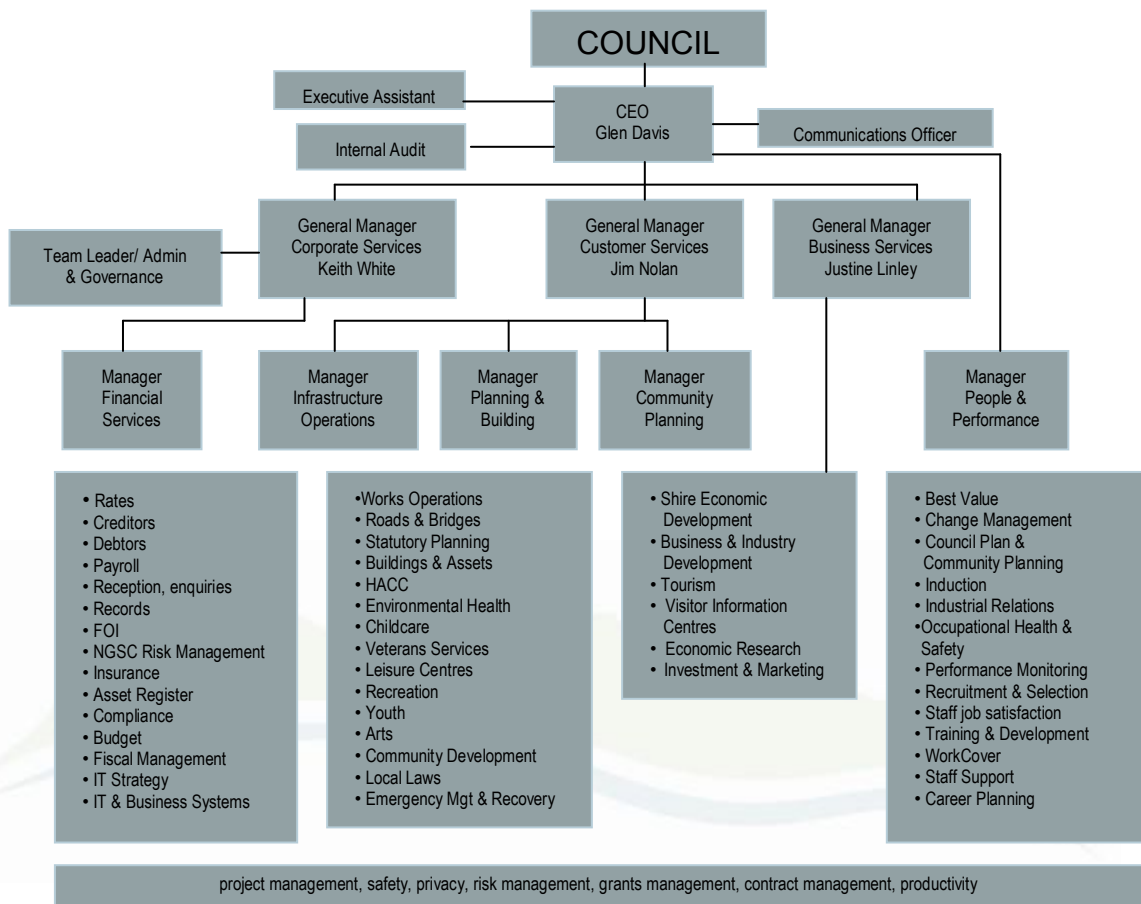 COUNCIL
Executive Assistant
CEO
Glen Davis
Communications Officer
Internal Audit
General Manager
Corporate Services
Keith White
General Manager
Customer Services
Jim Nolan
General Manager
Business Services
Justine Linley
Team Leader/ Admin
& Governance
Manager
Financial
Services
Manager
Infrastructure
Operations
Manager
Planning &
Building
Manager
Community
Planning
Manager
People &
Performance
• Rates
• Creditors
• Debtors
• Payroll
• Reception, enquiries
• Records
• FOI
• NGSC Risk Management
• Insurance
• Asset Register
• Compliance
• Budget
• Fiscal Management
• IT Strategy
• IT & Business Systems
•Works Operations
• Roads & Bridges
• Statutory Planning
• Buildings & Assets
• HACC
• Environmental Health
• Childcare
• Veterans Services
• Leisure Centres
• Recreation
• Youth
• Arts
• Community Development
• Local Laws
• Emergency Mgt & Recovery
• Shire Economic
Development
• Business & Industry
Development
• Tourism
• Visitor Information
Centres
• Economic Research
• Investment & Marketing
• Best Value
• Change Management
• Council Plan &
Community Planning
• Induction
• Industrial Relations
•Occupational Health &
Safety
• Performance Monitoring
• Recruitment & Selection
• Staff job satisfaction
• Training & Development
• WorkCover
• Staff Support
• Career Planning
project management, safety, privacy, risk management, grants management, contract management, productivity